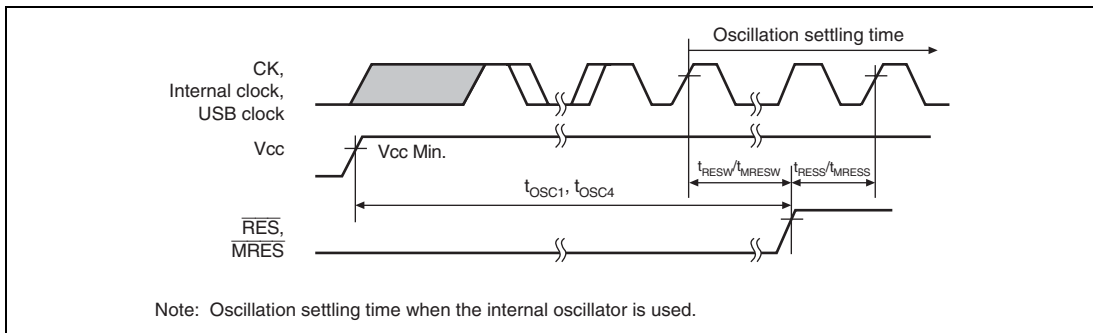 Oscillation settling time
CK,
Internal clock,
USB clock
Vcc
Vcc Min.
tRESW/tMRESW
tRESS/tMRESS
tOSC1, tOSC4
RES,
MRES
Note: Oscillation settling time when the internal oscillator is used.